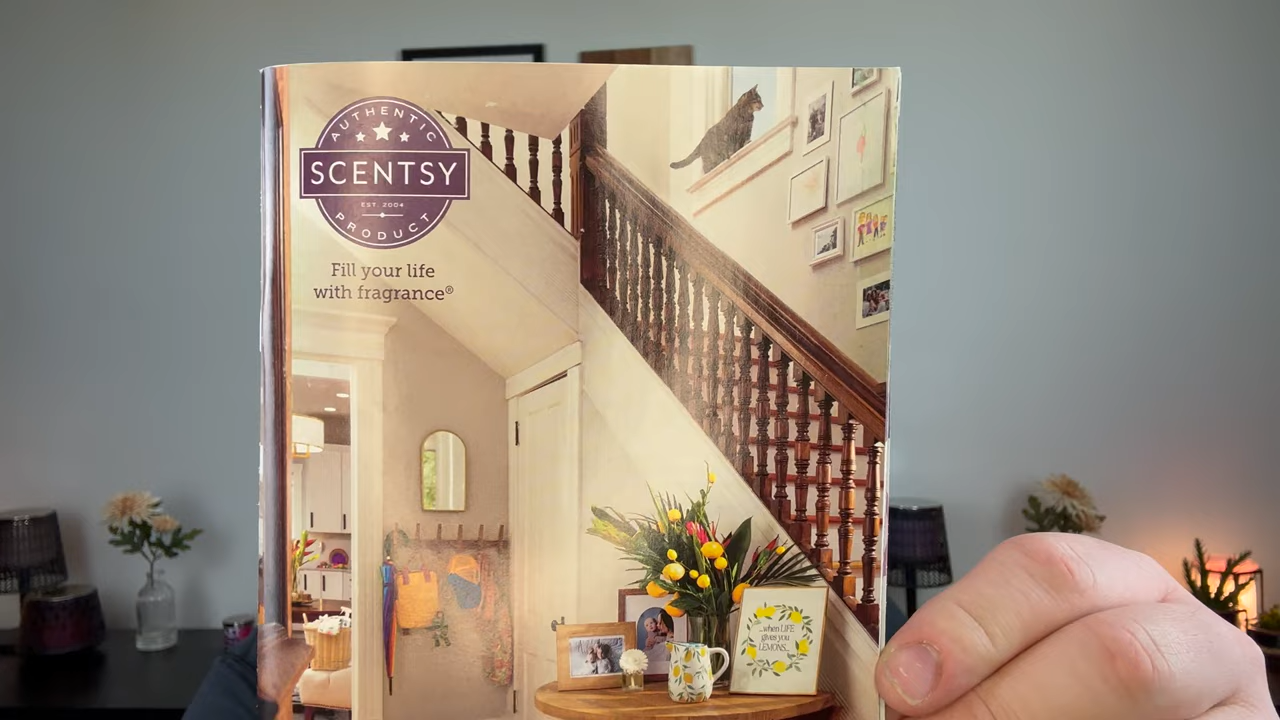 AUTHENTIC
SCENTSY
EST. 2004
PRODUCT
Fill your life
with fragrance®
...when LIFE
gives you
LEMONS...